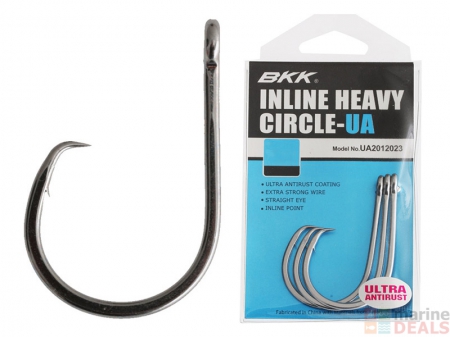 BKK
INLINE HEAVY
CIRCLE-UA
Model No. UA2012023
• ULTRA ANTIRUST COATING
• EXTRA STRONG WIRE
• STRAIGHT EYE
• INLINE POINT
ULTRA
ANTIRUST
Fabricated in China
marine
DEALS